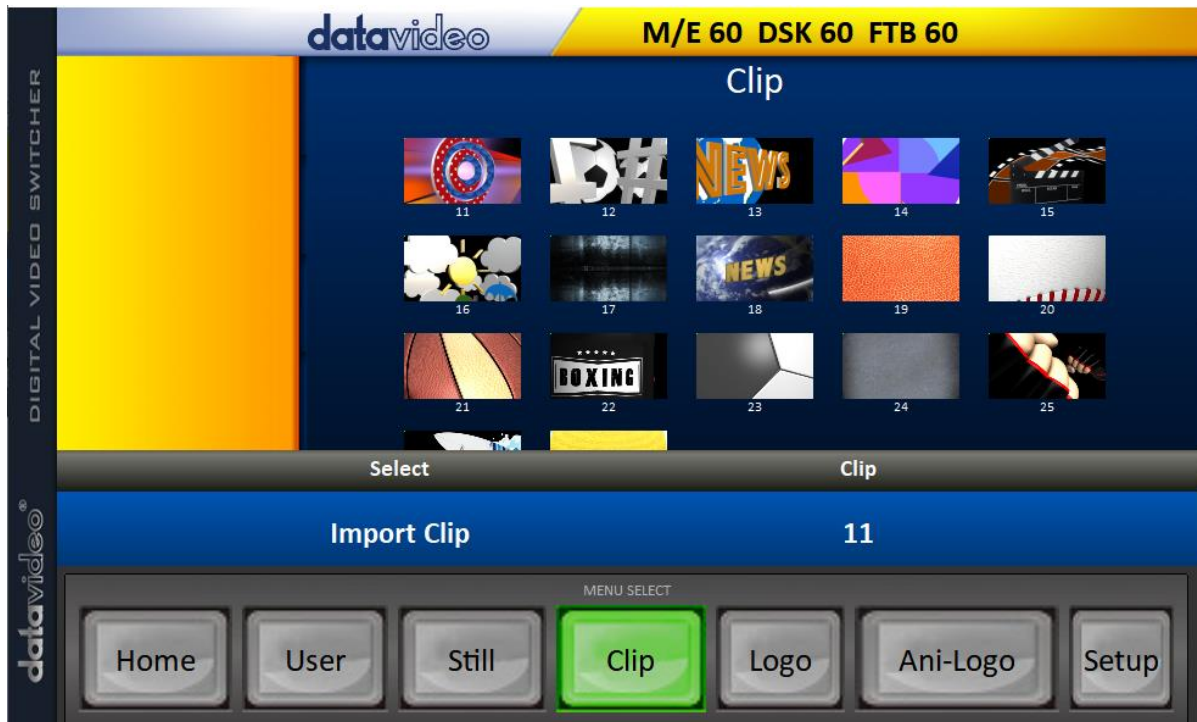 datavideo
M/E 60 DSK 60 FTB 60
DIGITAL VIDEO SWITCHER
datavideo®
Clip
NEWS
11 12 13 14 15
NEWS
16 17 18 19 20
BOXING
21 22 23 24 25
Select Clip
Import Clip 11
MENU SELECT
Home User Still Clip Logo Ani-Logo Setup